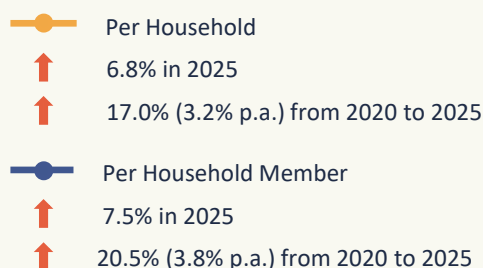 Per Household
6.8% in 2025
17.0% (3.2% p.a.) from 2020 to 2025
Per Household Member
7.5% in 2025
20.5% (3.8% p.a.) from 2020 to 2025